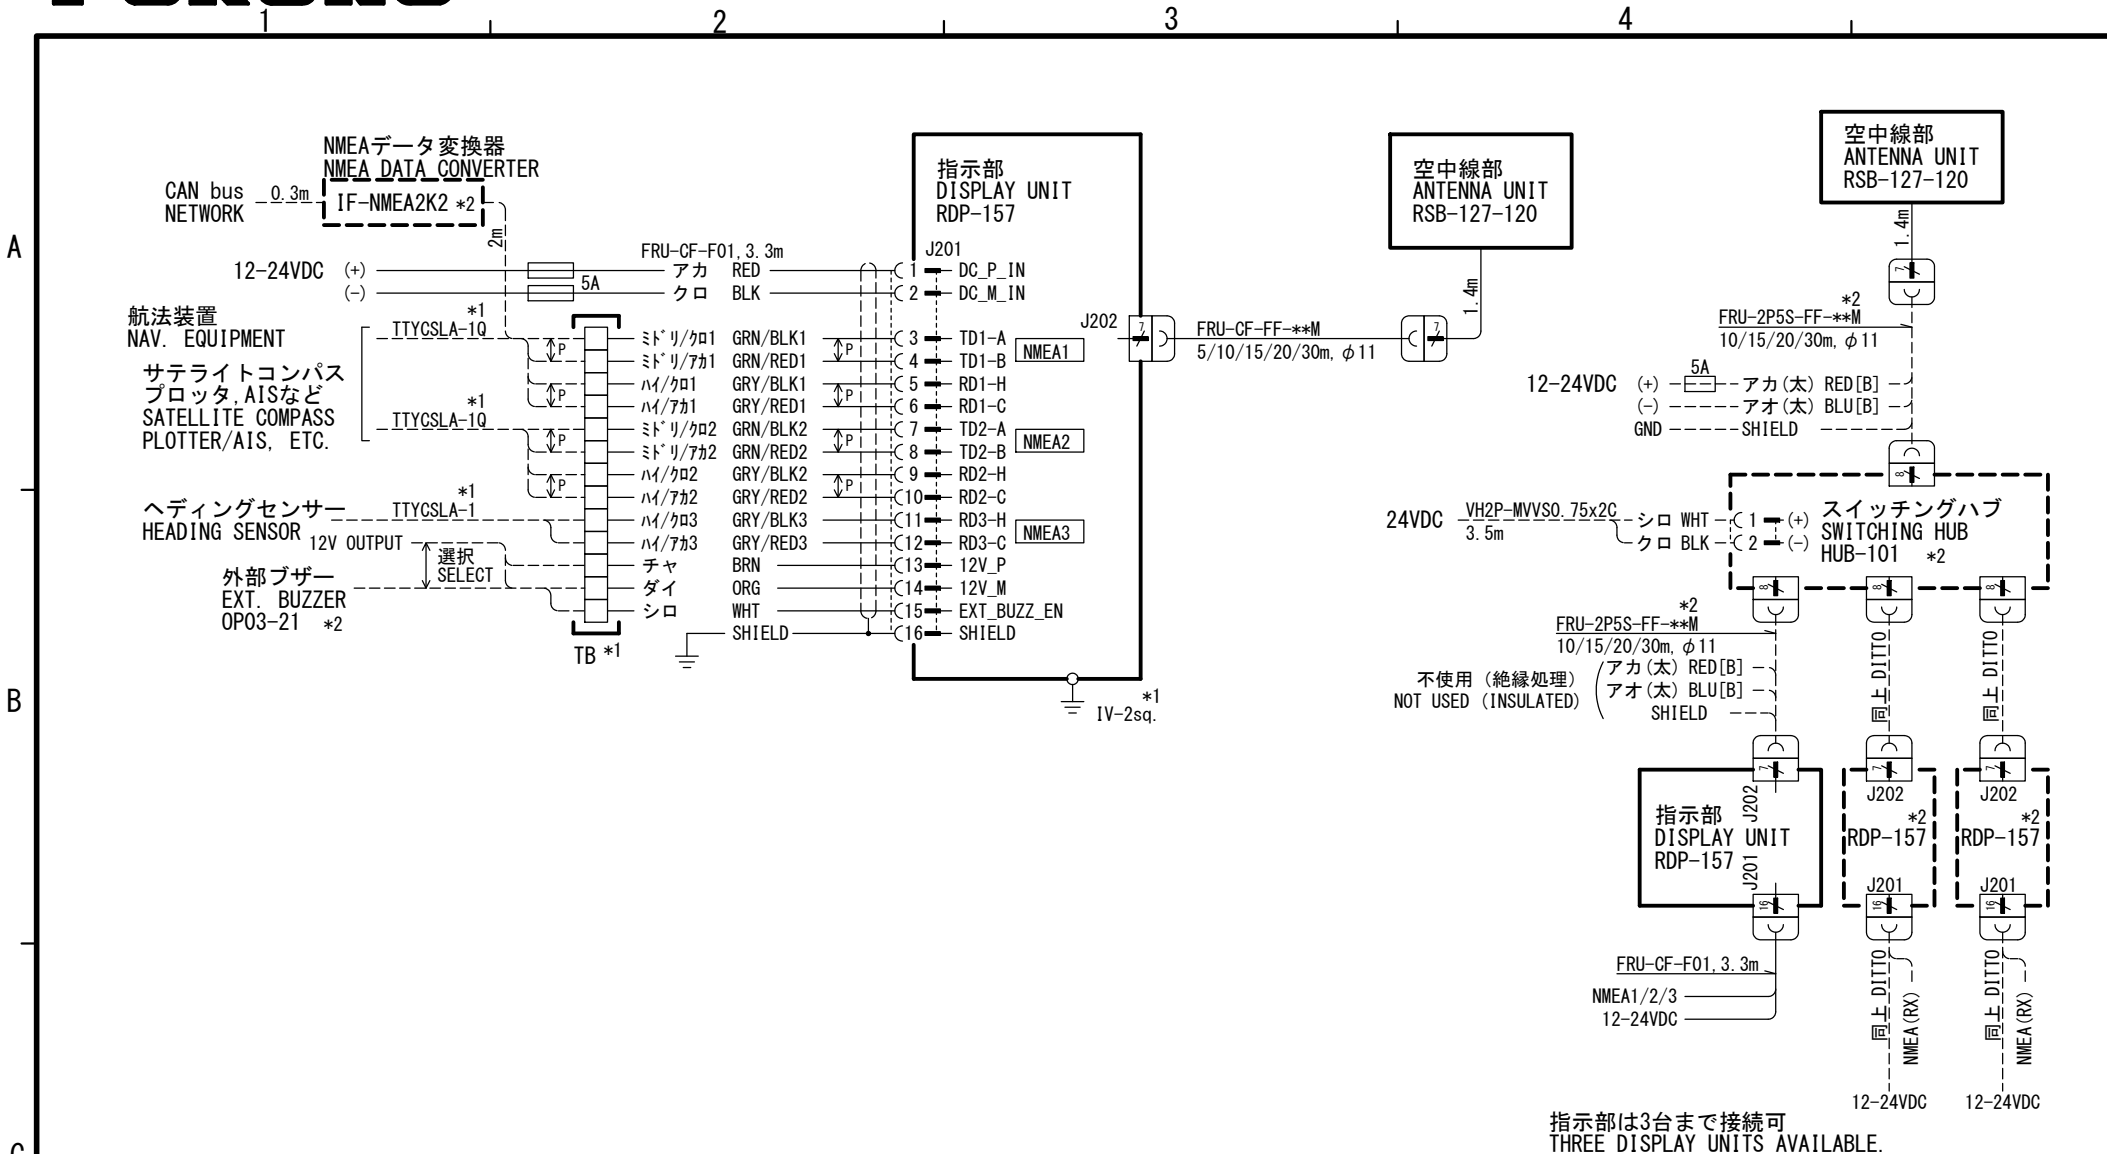 1 2 3 4
A
B
NMEAデータ変換器
NMEA DATA CONVERTER
CAN bus
NETWORK
0.3m
IF-NMEA2K2 *2
2m
12-24VDC (+)
(-)
5A
FRU-CF-F01,3.3m
アカ RED
クロ BLK
航法装置
NAV. EQUIPMENT
サテライトコンパス
プロッタ,AISなど
SATELLITE COMPASS
PLOTTER/AIS, ETC.
*1
TTYCSLA-1Q
*1
TTYCSLA-1Q
P
P
P
P
ミドリ/クロ1 GRN/BLK1
ミドリ/アカ1 GRN/RED1
ハイ/クロ1 GRY/BLK1
ハイ/アカ1 GRY/RED1
ミドリ/クロ2 GRN/BLK2
ミドリ/アカ2 GRN/RED2
ハイ/クロ2 GRY/BLK2
ハイ/アカ2 GRY/RED2
ハイ/クロ3 GRY/BLK3
ハイ/アカ3 GRY/RED3
チャ BRN
ダイ ORG
シロ WHT
SHIELD
P
P
P
P
ヘディングセンサー
HEADING SENSOR
*1
TTYCSLA-1
12V OUTPUT
選択
SELECT
外部ブザー
EXT. BUZZER
OP03-21 *2
TB *1
指示部
DISPLAY UNIT
RDP-157
J201
1 DC_P_IN
2 DC_M_IN
3 TD1-A
4 TD1-B
5 RD1-H
6 RD1-C
7 TD2-A
8 TD2-B
9 RD2-H
10 RD2-C
11 RD3-H
12 RD3-C
13 12V_P
14 12V_M
15 EXT_BUZZ_EN
16 SHIELD
NMEA1
NMEA2
NMEA3
*1
IV-2sq.
J202
7
FRU-CF-FF-**M
5/10/15/20/30m, φ11
7
1.4m
空中線部
ANTENNA UNIT
RSB-127-120
空中線部
ANTENNA UNIT
RSB-127-120
1.4m
7
*2
FRU-2P5S-FF-**M
10/15/20/30m, φ11
12-24VDC (+) 5A アカ(太) RED[B]
(-) アオ(太) BLU[B]
GND SHIELD
8
24VDC
VH2P-MVVS0.75x2C
3.5m
シロ WHT 1 (+)
クロ BLK 2 (-)
スイッチングハブ
SWITCHING HUB
HUB-101 *2
8 8 8
*2
FRU-2P5S-FF-**M
10/15/20/30m, φ11
不使用(絶縁処理)
NOT USED (INSULATED)
アカ(太) RED[B]
アオ(太) BLU[B]
SHIELD
同上 DITTO
同上 DITTO
7 7 7
J202
J202
J202
指示部
DISPLAY UNIT
RDP-157
*2
RDP-157
*2
RDP-157
J201
J201
J201
16 16 16
FRU-CF-F01,3.3m
NMEA1/2/3
12-24VDC
同上 DITTO
NMEA(RX)
同上 DITTO
NMEA(RX)
12-24VDC
12-24VDC
指示部は3台まで接続可
THREE DISPLAY UNITS AVAILABLE.